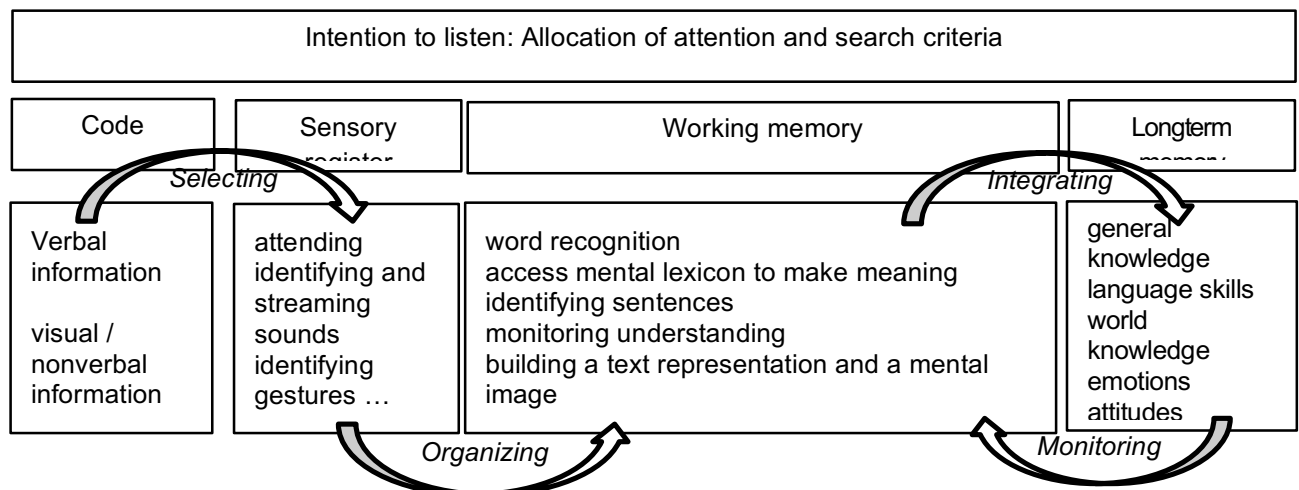 Intention to listen: Allocation of attention and search criteria
Code
Sensory
register
Working memory
Longterm
memory
Selecting
Integrating
Verbal
information
visual /
nonverbal
information
attending
identifying and
streaming
sounds
identifying
gestures …
word recognition
access mental lexicon to make meaning
identifying sentences
monitoring understanding
building a text representation and a mental
image
general
knowledge
language skills
world
knowledge
emotions
attitudes
Organizing
Monitoring